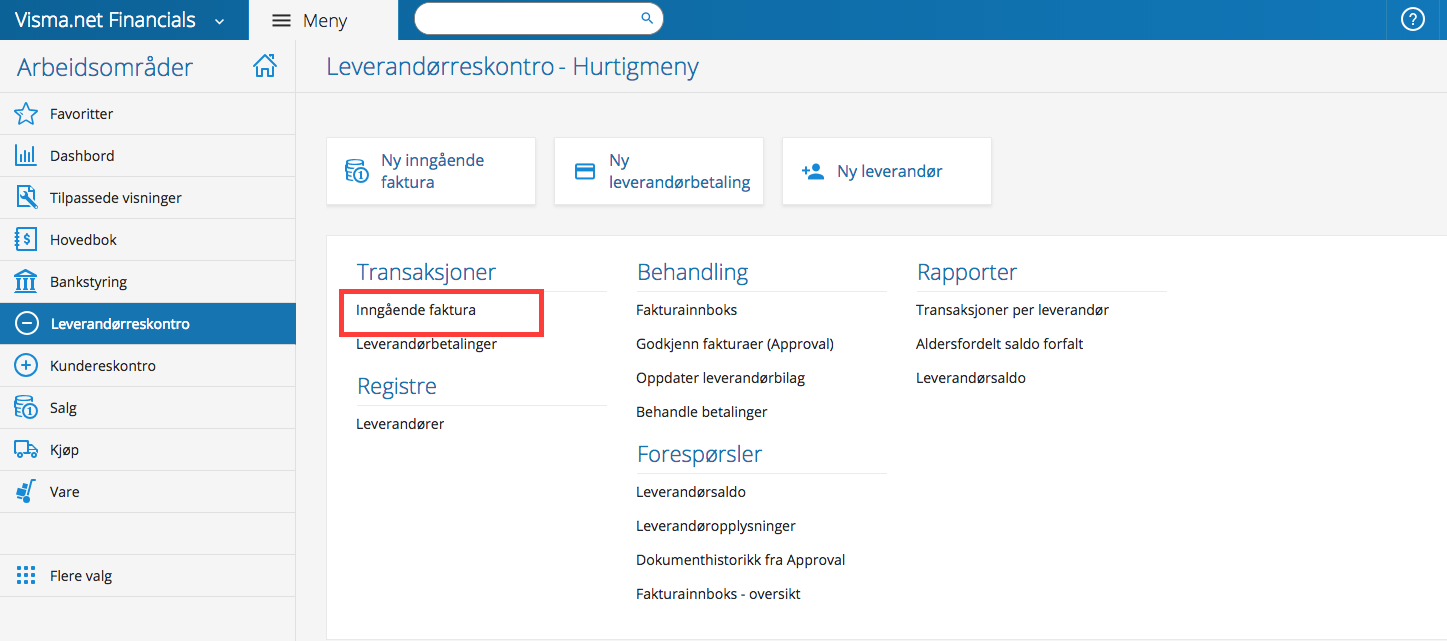 Visma.net Financials
Meny
?
Arbeidsområder
Favoritter
Dashbord
Tilpassede visninger
Hovedbok
Bankstyring
Leverandørreskontro
Kundereskontro
Salg
Kjøp
Vare
Flere valg
Leverandørreskontro - Hurtigmeny
Ny inngående
faktura
Ny
leverandørbetaling
Ny leverandør
Transaksjoner
Inngående faktura
Leverandørbetalinger
Registre
Leverandører
Behandling
Fakturainnboks
Godkjenn fakturaer (Approval)
Oppdater leverandørbilag
Behandle betalinger
Forespørsler
Leverandørsaldo
Leverandøropplysninger
Dokumenthistorikk fra Approval
Fakturainnboks - oversikt
Rapporter
Transaksjoner per leverandør
Aldersfordelt saldo forfalt
Leverandørsaldo